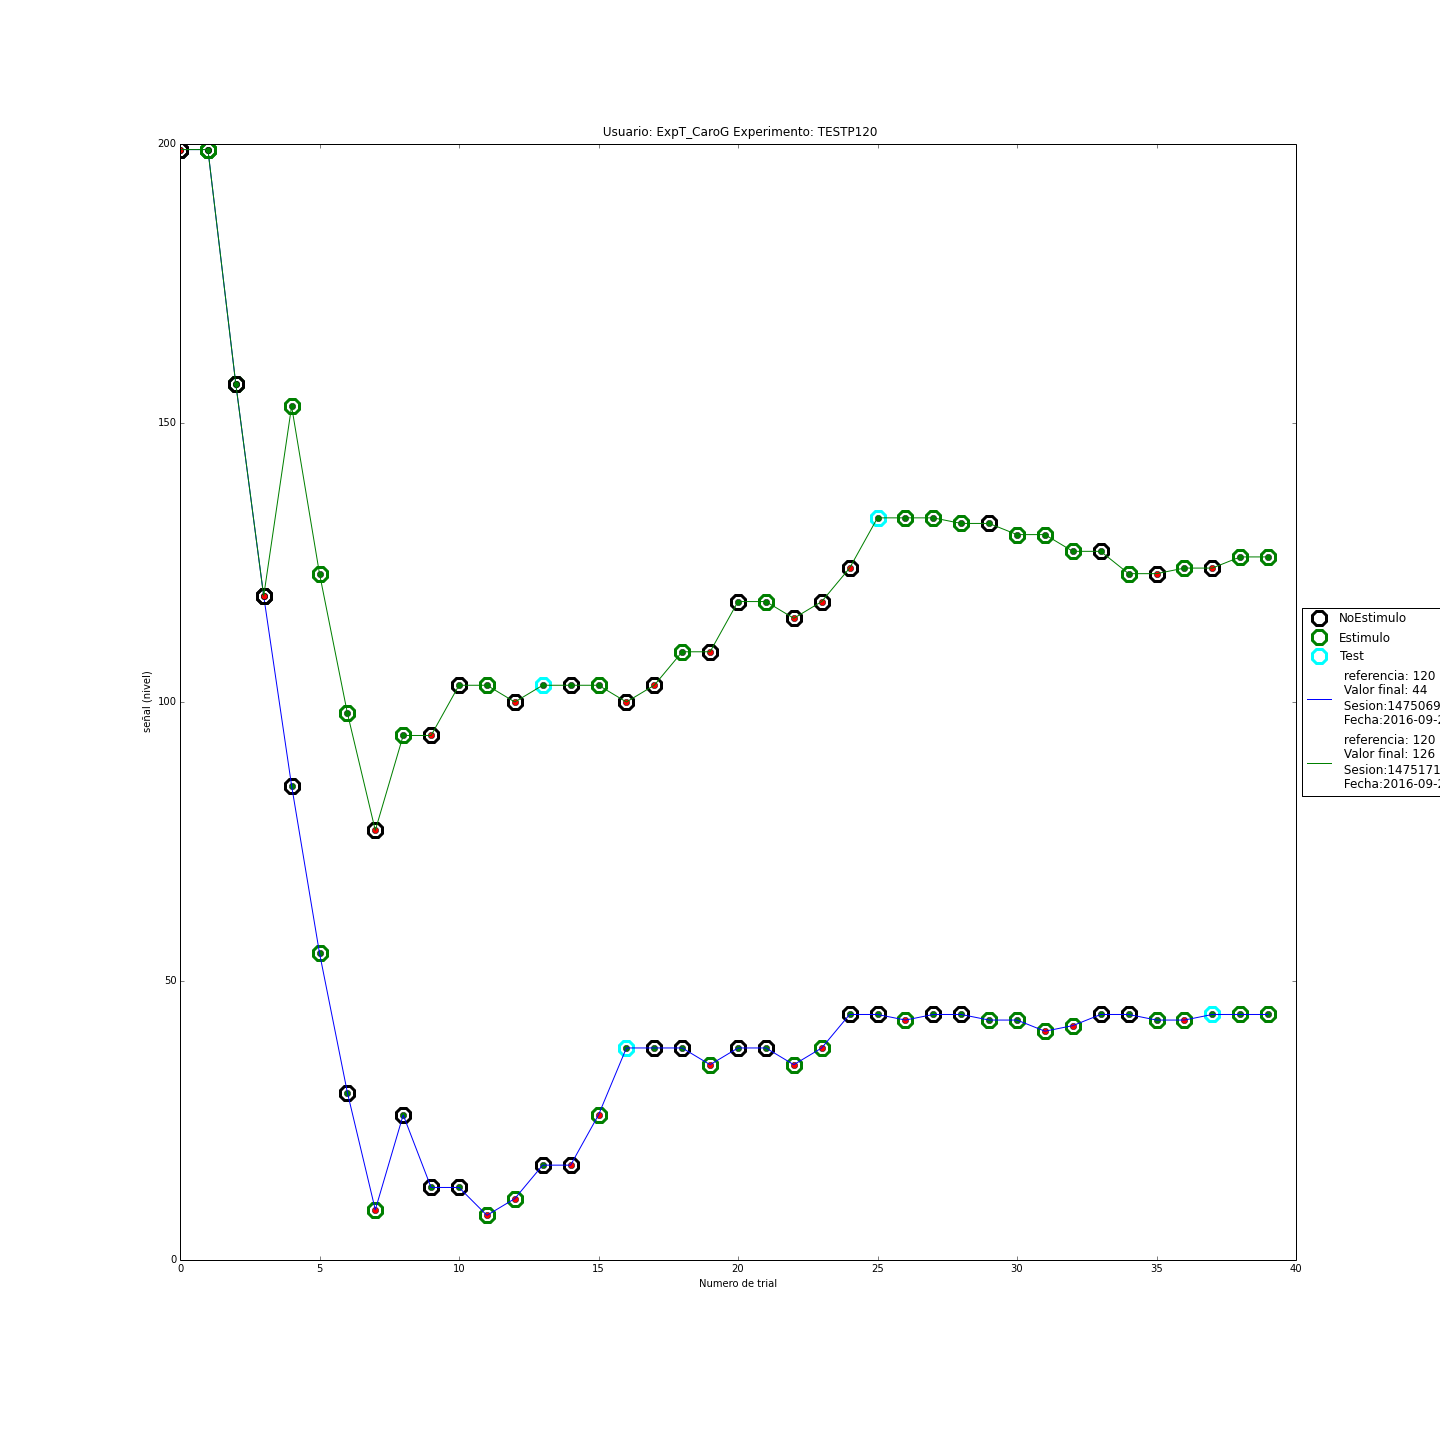 Usuario: ExpT_CaroG Experimento: TESTP120
200
150
100
50
0
señal (nivel)
0 5 10 15 20 25 30 35 40
Numero de trial
NoEstimulo
Estimulo
Test
referencia: 120
Valor final: 44
Sesion:1475069
Fecha:2016-09-2
referencia: 120
Valor final: 126
Sesion:1475171
Fecha:2016-09-2